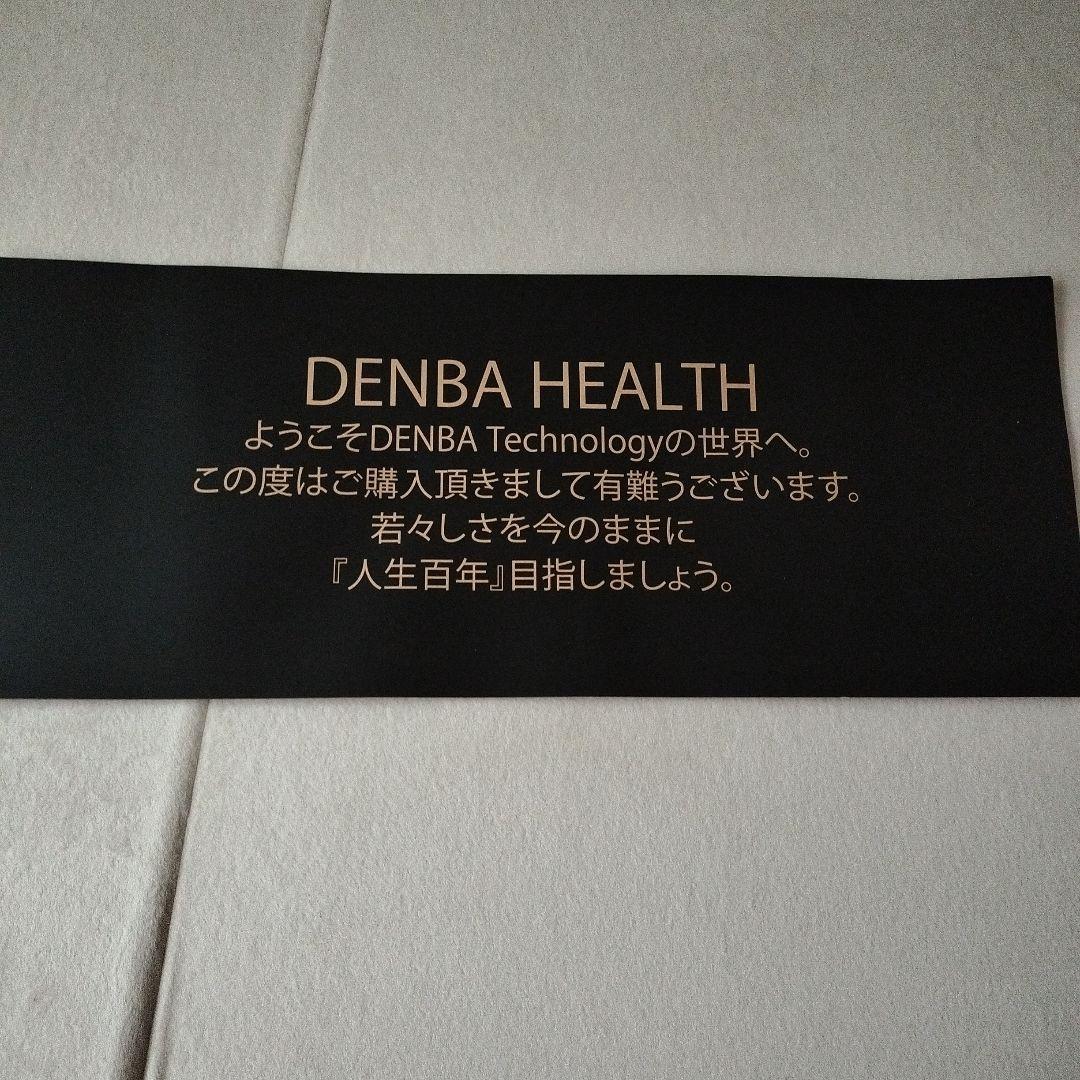 DENBA HEALTH
ようこそDENBA Technologyの世界へ。
この度はご購入頂きまして有難うございます。
若々しさを今のままに
『人生百年』目指しましょう。